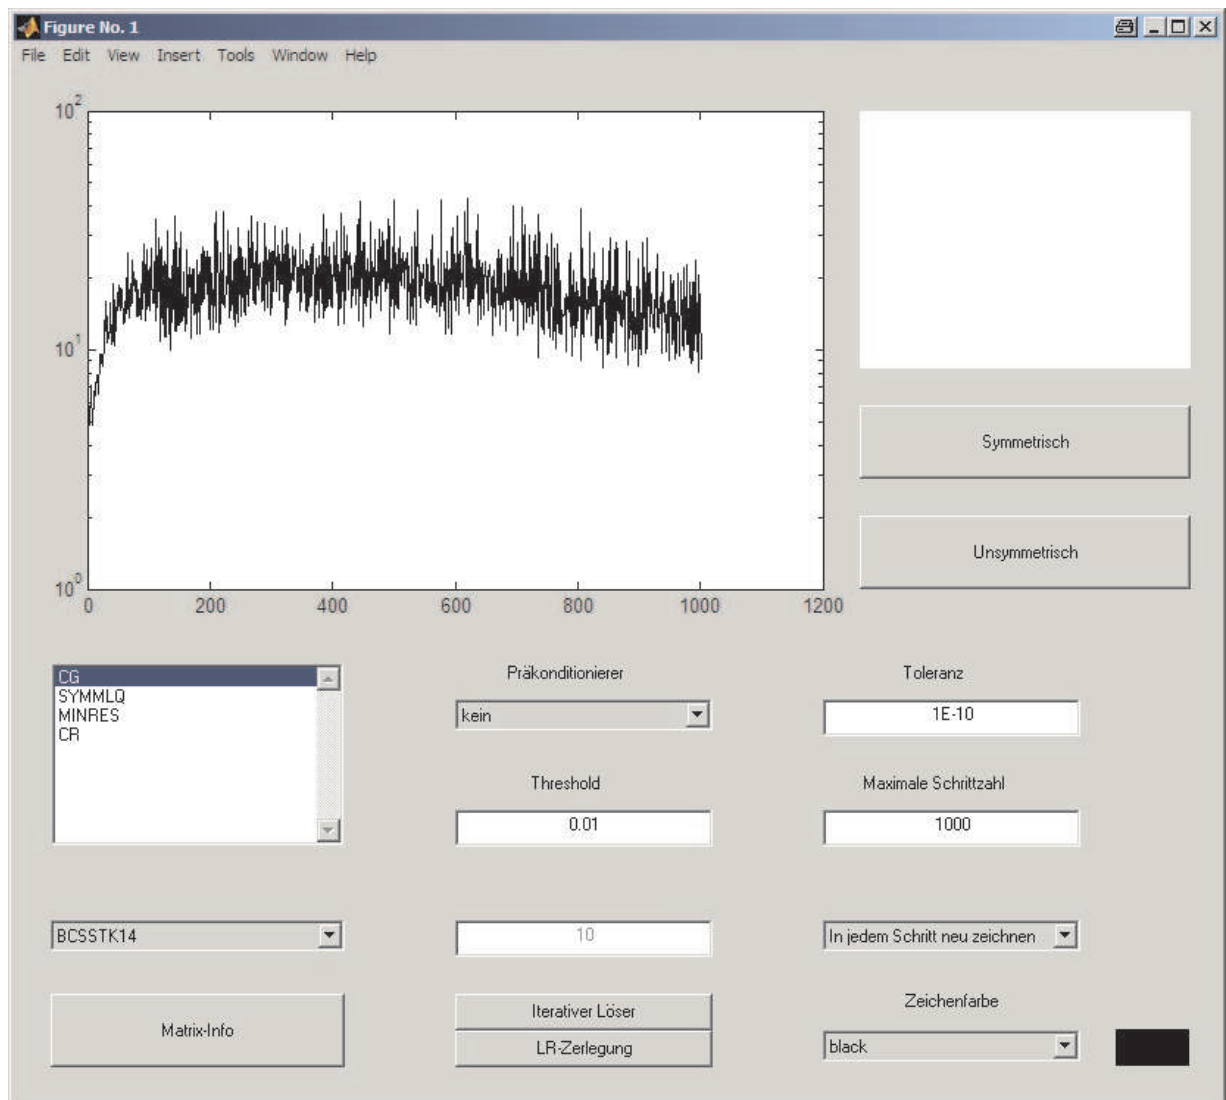 Figure No. 1
File Edit View Insert Tools Window Help
10^2
10^1
10^0
0 200 400 600 800 1000 1200
Symmetrisch
Unsymmetrisch
CG
SYMMLQ
MINRES
CR
Präkonditionierer
kein
Toleranz
1E-10
Threshold
0.01
Maximale Schrittzahl
1000
BCSSTK14
10
In jedem Schritt neu zeichnen
Matrix-Info
Iterativer Löser
LR-Zerlegung
Zeichenfarbe
black